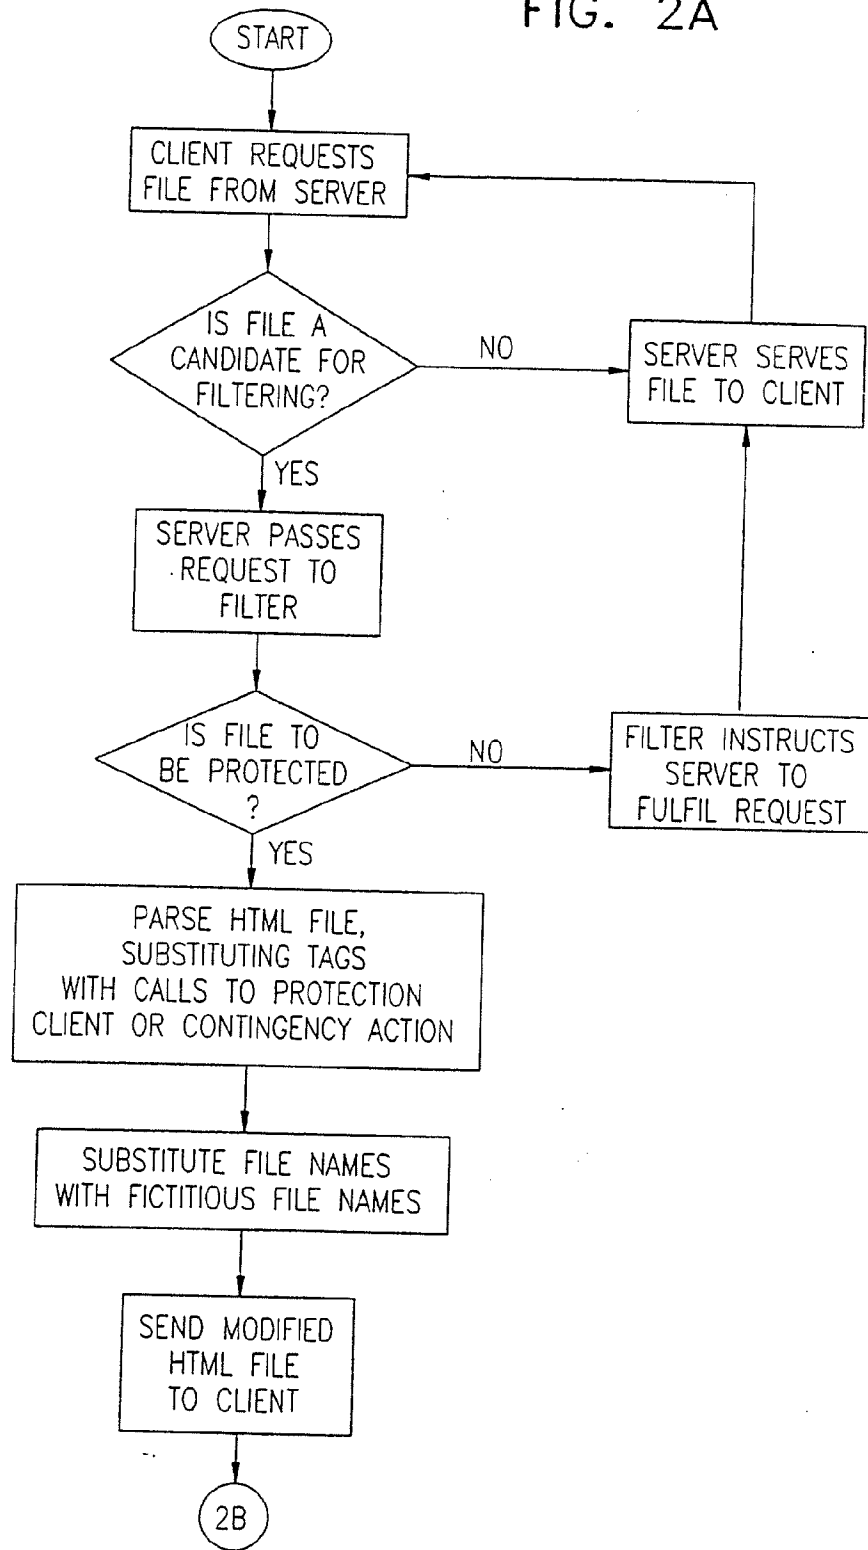 FIG. 2A
START
CLIENT REQUESTS
FILE FROM SERVER
IS FILE A
CANDIDATE FOR
FILTERING?
NO
SERVER SERVES
FILE TO CLIENT
YES
SERVER PASSES
REQUEST TO
FILTER
IS FILE TO
BE PROTECTED
?
NO
FILTER INSTRUCTS
SERVER TO
FULFIL REQUEST
YES
PARSE HTML FILE,
SUBSTITUTING TAGS
WITH CALLS TO PROTECTION
CLIENT OR CONTINGENCY ACTION
SUBSTITUTE FILE NAMES
WITH FICTITIOUS FILE NAMES
SEND MODIFIED
HTML FILE
TO CLIENT
2B